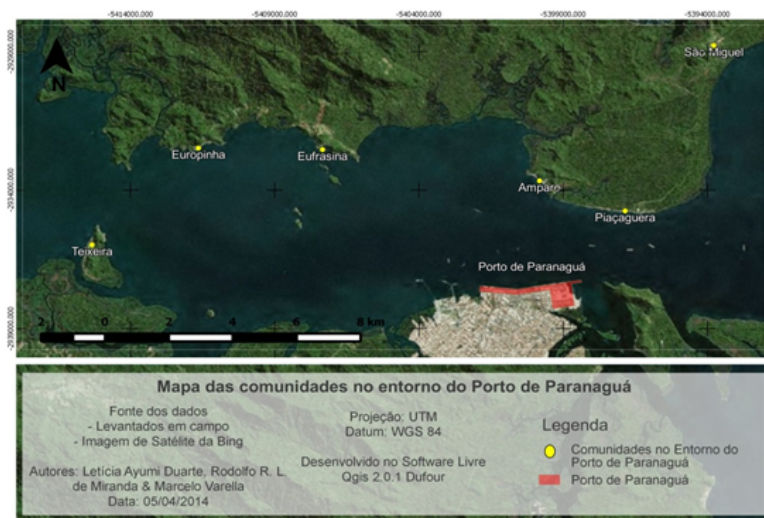 -5414000.000
-5409000.000
-5404000.000
-5399000.000
-5394000.000
-2929000.000
-2934000.000
-2939000.000
N
São Miguel
Europinha
Eufrasina
Amparo
Piaçaguera
Teixeira
Porto de Paranaguá
2 0 2 4 6 8 km
Mapa das comunidades no entorno do Porto de Paranaguá
Fonte dos dados
- Levantados em campo
- Imagem de Satélite da Bing
Autores: Letícia Ayumi Duarte, Rodolfo R. L.
de Miranda & Marcelo Varella
Data: 05/04/2014
Projeção: UTM
Datum: WGS 84
Desenvolvido no Software Livre
Qgis 2.0.1 Dufour
Legenda
Comunidades no Entorno do
Porto de Paranaguá
Porto de Paranaguá